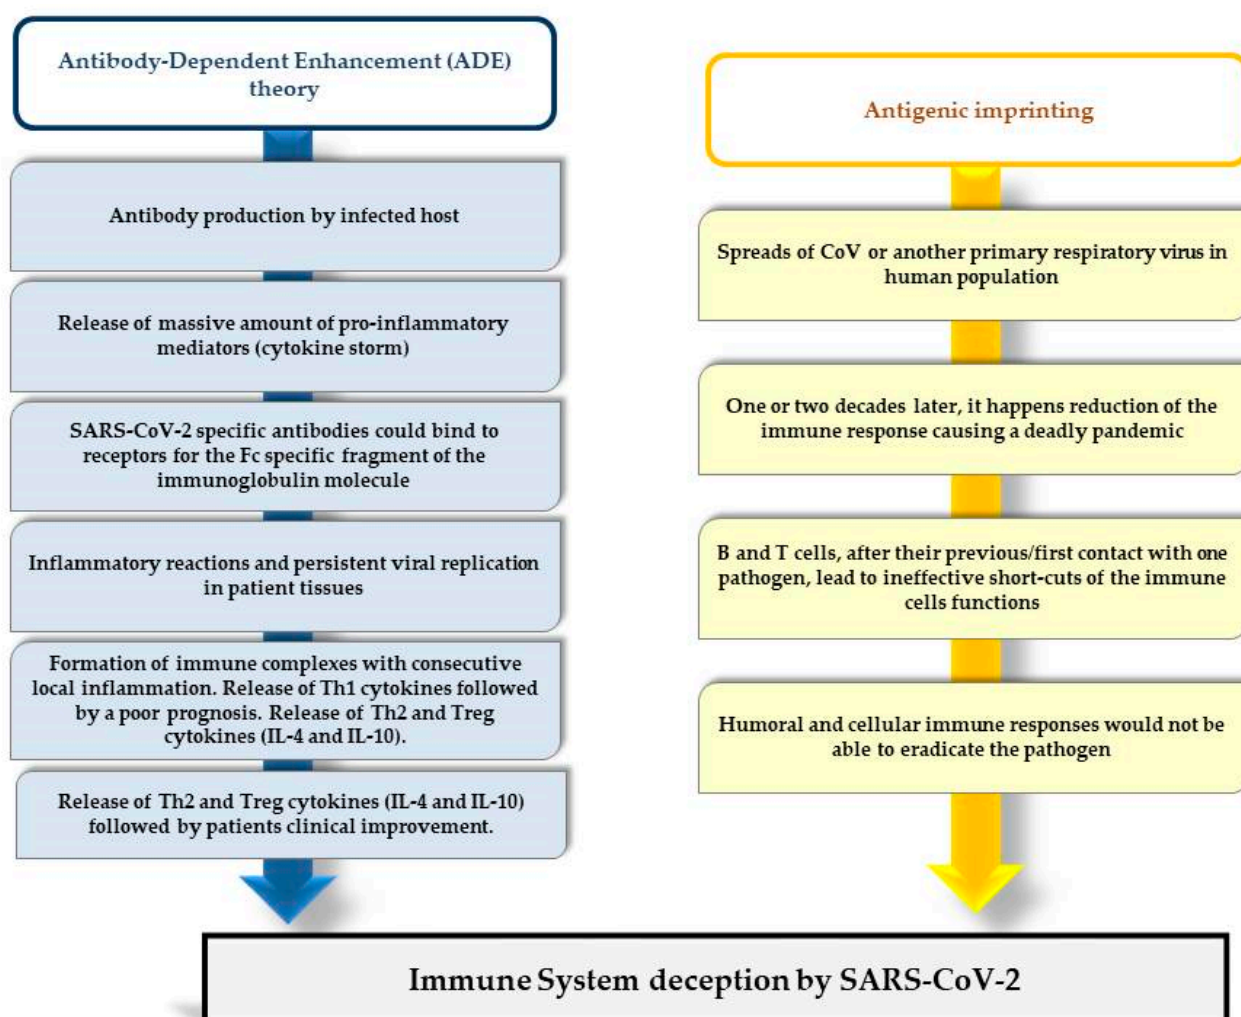 Antibody-Dependent Enhancement (ADE)
theory
Antibody production by infected host
Release of massive amount of pro-inflammatory
mediators (cytokine storm)
SARS-CoV-2 specific antibodies could bind to
receptors for the Fc specific fragment of the
immunoglobulin molecule
Inflammatory reactions and persistent viral replication
in patient tissues
Formation of immune complexes with consecutive
local inflammation. Release of Th1 cytokines followed
by a poor prognosis. Release of Th2 and Treg
cytokines (IL-4 and IL-10).
Release of Th2 and Treg cytokines (IL-4 and IL-10)
followed by patients clinical improvement.
Antigenic imprinting
Spreads of CoV or another primary respiratory virus in
human population
One or two decades later, it happens reduction of the
immune response causing a deadly pandemic
B and T cells, after their previous/first contact with one
pathogen, lead to ineffective short-cuts of the immune
cells functions
Humoral and cellular immune responses would not be
able to eradicate the pathogen
Immune System deception by SARS-CoV-2